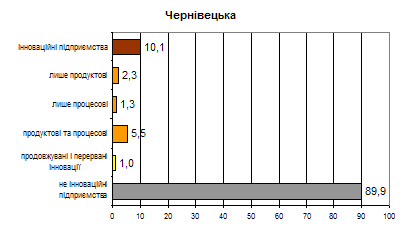 Чернівецька
Інноваційні підприємства
10,1
лише продуктові
2,3
лише процесові
1,3
продуктові та процесові
5,5
продовжувані і перервані
інновації
1,0
не інноваційні
підприємства
89,9
0 10 20 30 40 50 60 70 80 90 100